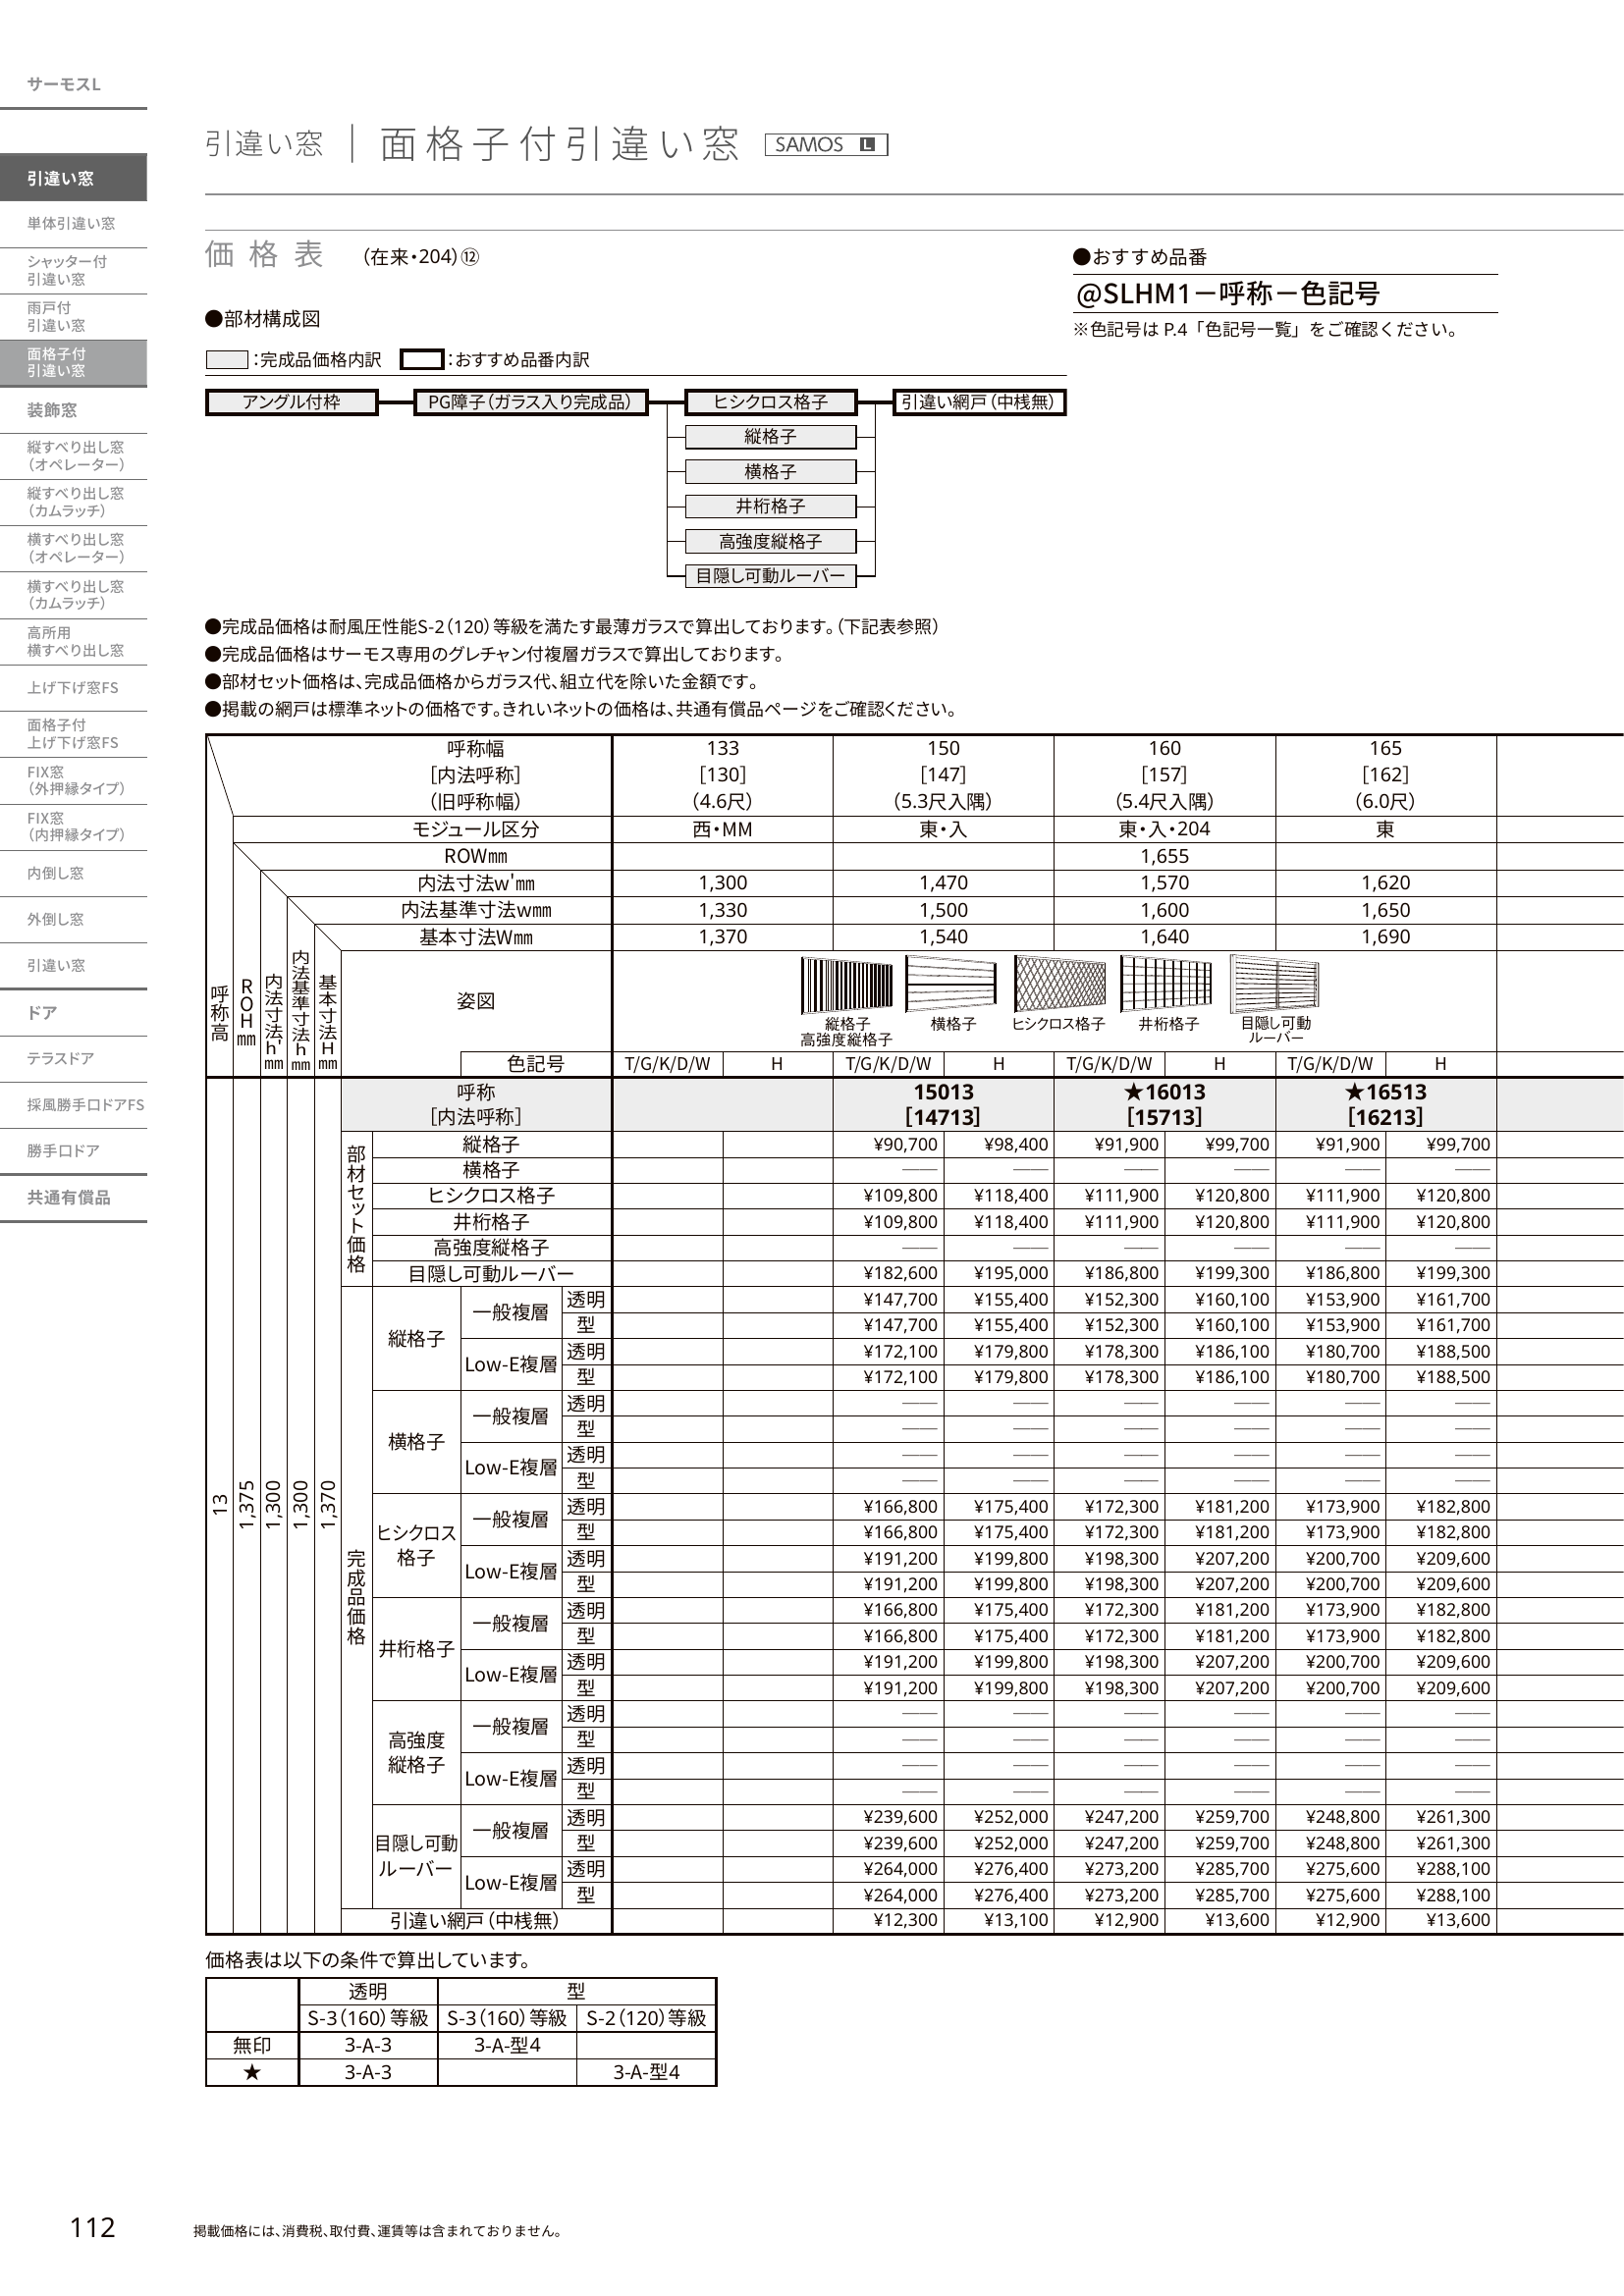 サーモスL
引違い窓
単体引違い窓
シャッター付
引違い窓
雨戸付
引違い窓
面格子付
引違い窓
装飾窓
縦すべり出し窓
（オペレーター）
縦すべり出し窓
（カムラッチ）
横すべり出し窓
（オペレーター）
横すべり出し窓
（カムラッチ）
高所用
横すべり出し窓
上げ下げ窓FS
面格子付
上げ下げ窓FS
FIX窓
（外押縁タイプ）
FIX窓
（内押縁タイプ）
内倒し窓
外倒し窓
引違い窓
ドア
テラスドア
採風勝手口ドアFS
勝手口ドア
共通有償品
引違い窓｜面格子付引違い窓 SAMOS L
価格表 （在来・204）⑫
●おすすめ品番
@SLHM1－呼称－色記号
※色記号は P.4「色記号一覧」をご確認ください。
●部材構成図
：完成品価格内訳 ：おすすめ品番内訳
アングル付枠 PG障子（ガラス入り完成品） ヒシクロス格子 引違い網戸（中桟無）
縦格子
横格子
井桁格子
高強度縦格子
目隠し可動ルーバー
●完成品価格は耐風圧性能S-2（120）等級を満たす最薄ガラスで算出しております。（下記表参照）
●完成品価格はサーモス専用のグレチャン付複層ガラスで算出しております。
●部材セット価格は、完成品価格からガラス代、組立代を除いた金額です。
●掲載の網戸は標準ネットの価格です。きれいネットの価格は、共通有償品ページをご確認ください。
呼称幅 133 150 160 165
［内法呼称］ ［130］ ［147］ ［157］ ［162］
（旧呼称幅） （4.6尺） （5.3尺入隅） （5.4尺入隅） （6.0尺）
モジュール区分 西・MM 東・入 東・入・204 東
ROW㎜ 1,655
内法寸法w'㎜ 1,300 1,470 1,570 1,620
内法基準寸法w㎜ 1,330 1,500 1,600 1,650
基本寸法W㎜ 1,370 1,540 1,640 1,690
呼称高 ROH㎜ 内法寸法h'㎜ 内法基準寸法h㎜ 基本寸法H㎜
姿図
縦格子 横格子 ヒシクロス格子 井桁格子 目隠し可動
高強度縦格子 ルーバー
色記号 T/G/K/D/W H T/G/K/D/W H T/G/K/D/W H T/G/K/D/W H
呼称 15013 ★16013 ★16513
［内法呼称］ ［14713］ ［15713］ ［16213］
13 1,375 1,300 1,300 1,370
部材セット価格
縦格子 ¥90,700 ¥98,400 ¥91,900 ¥99,700 ¥91,900 ¥99,700
横格子 —— —— —— —— —— ——
ヒシクロス格子 ¥109,800 ¥118,400 ¥111,900 ¥120,800 ¥111,900 ¥120,800
井桁格子 ¥109,800 ¥118,400 ¥111,900 ¥120,800 ¥111,900 ¥120,800
高強度縦格子 —— —— —— —— —— ——
目隠し可動ルーバー ¥182,600 ¥195,000 ¥186,800 ¥199,300 ¥186,800 ¥199,300
完成品価格
縦格子 一般複層 透明 ¥147,700 ¥155,400 ¥152,300 ¥160,100 ¥153,900 ¥161,700
型 ¥147,700 ¥155,400 ¥152,300 ¥160,100 ¥153,900 ¥161,700
Low-E複層 透明 ¥172,100 ¥179,800 ¥178,300 ¥186,100 ¥180,700 ¥188,500
型 ¥172,100 ¥179,800 ¥178,300 ¥186,100 ¥180,700 ¥188,500
横格子 一般複層 透明 —— —— —— —— —— ——
型 —— —— —— —— —— ——
Low-E複層 透明 —— —— —— —— —— ——
型 —— —— —— —— —— ——
ヒシクロス格子 一般複層 透明 ¥166,800 ¥175,400 ¥172,300 ¥181,200 ¥173,900 ¥182,800
型 ¥166,800 ¥175,400 ¥172,300 ¥181,200 ¥173,900 ¥182,800
Low-E複層 透明 ¥191,200 ¥199,800 ¥198,300 ¥207,200 ¥200,700 ¥209,600
型 ¥191,200 ¥199,800 ¥198,300 ¥207,200 ¥200,700 ¥209,600
井桁格子 一般複層 透明 ¥166,800 ¥175,400 ¥172,300 ¥181,200 ¥173,900 ¥182,800
型 ¥166,800 ¥175,400 ¥172,300 ¥181,200 ¥173,900 ¥182,800
Low-E複層 透明 ¥191,200 ¥199,800 ¥198,300 ¥207,200 ¥200,700 ¥209,600
型 ¥191,200 ¥199,800 ¥198,300 ¥207,200 ¥200,700 ¥209,600
高強度縦格子 一般複層 透明 —— —— —— —— —— ——
型 —— —— —— —— —— ——
Low-E複層 透明 —— —— —— —— —— ——
型 —— —— —— —— —— ——
目隠し可動ルーバー 一般複層 透明 ¥239,600 ¥252,000 ¥247,200 ¥259,700 ¥248,800 ¥261,300
型 ¥239,600 ¥252,000 ¥247,200 ¥259,700 ¥248,800 ¥261,300
Low-E複層 透明 ¥264,000 ¥276,400 ¥273,200 ¥285,700 ¥275,600 ¥288,100
型 ¥264,000 ¥276,400 ¥273,200 ¥285,700 ¥275,600 ¥288,100
引違い網戸（中桟無） ¥12,300 ¥13,100 ¥12,900 ¥13,600 ¥12,900 ¥13,600
価格表は以下の条件で算出しています。
透明 型
S-3（160）等級 S-3（160）等級 S-2（120）等級
無印 3-A-3 3-A-型4
★ 3-A-3 3-A-型4
112
掲載価格には、消費税、取付費、運賃等は含まれておりません。